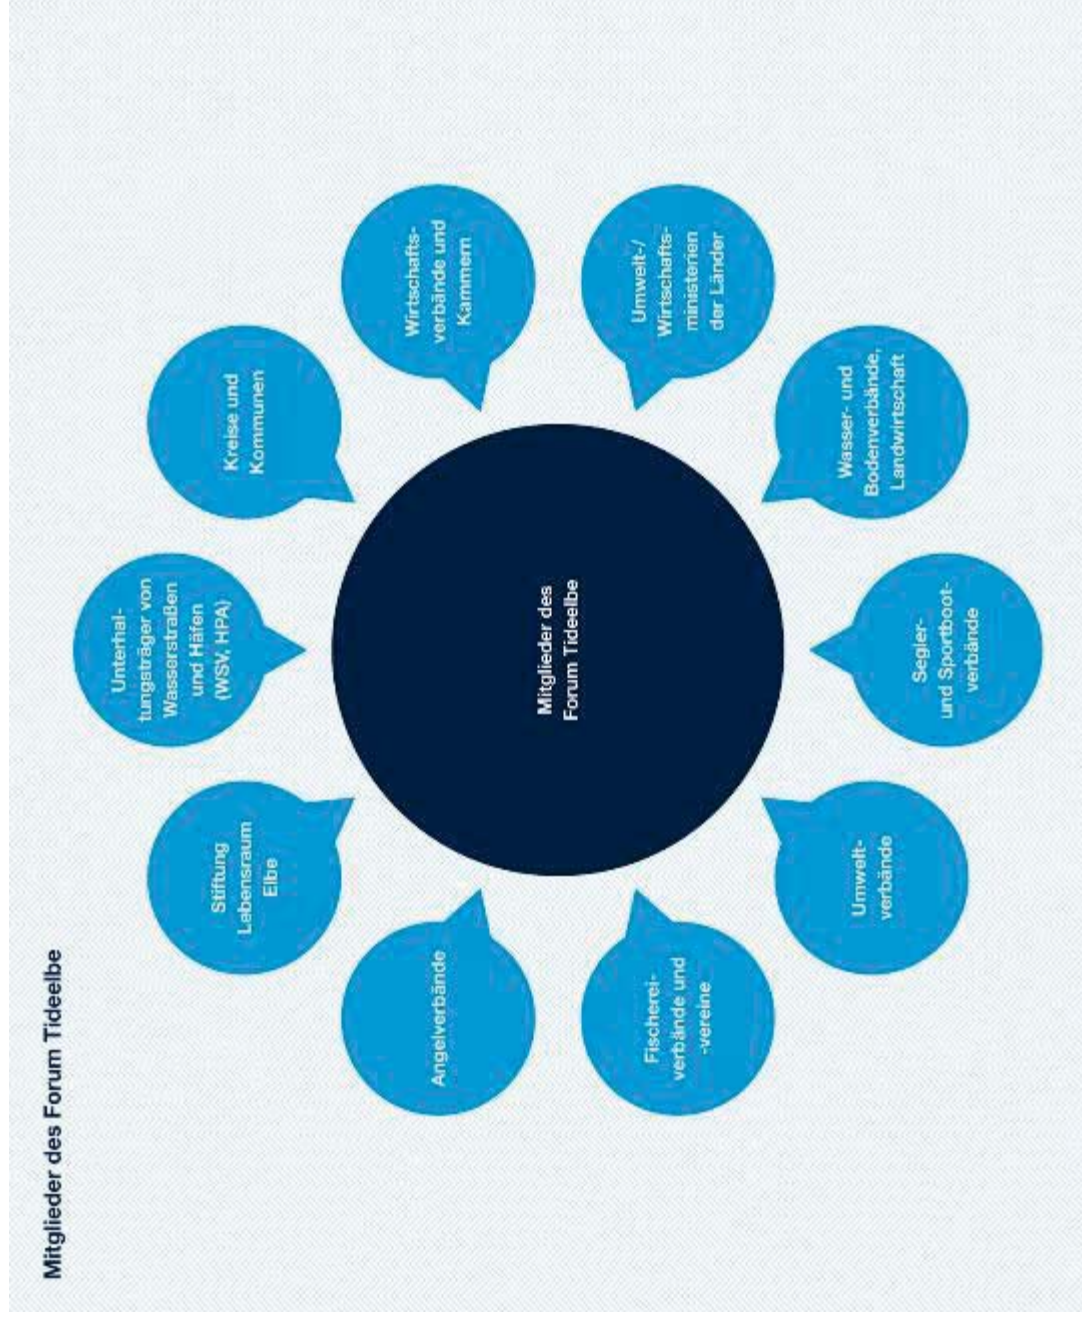 Mitglieder des Forum Tideelbe
Unterhal-
tungsträger von
Wasserstraßen
und Häfen
(WSV, HPA)
Kreise und
Kommunen
Wirtschafts-
verbände und
Kammern
Umwelt-/
Wirtschafts-
ministerien
der Länder
Wasser- und
Bodenverbände,
Landwirtschaft
Segler-
und Sportboot-
verbände
Umwelt-
verbände
Fischerei-
verbände und
-vereine
Angelverbände
Stiftung
Lebensraum
Elbe
Mitglieder des
Forum Tideelbe